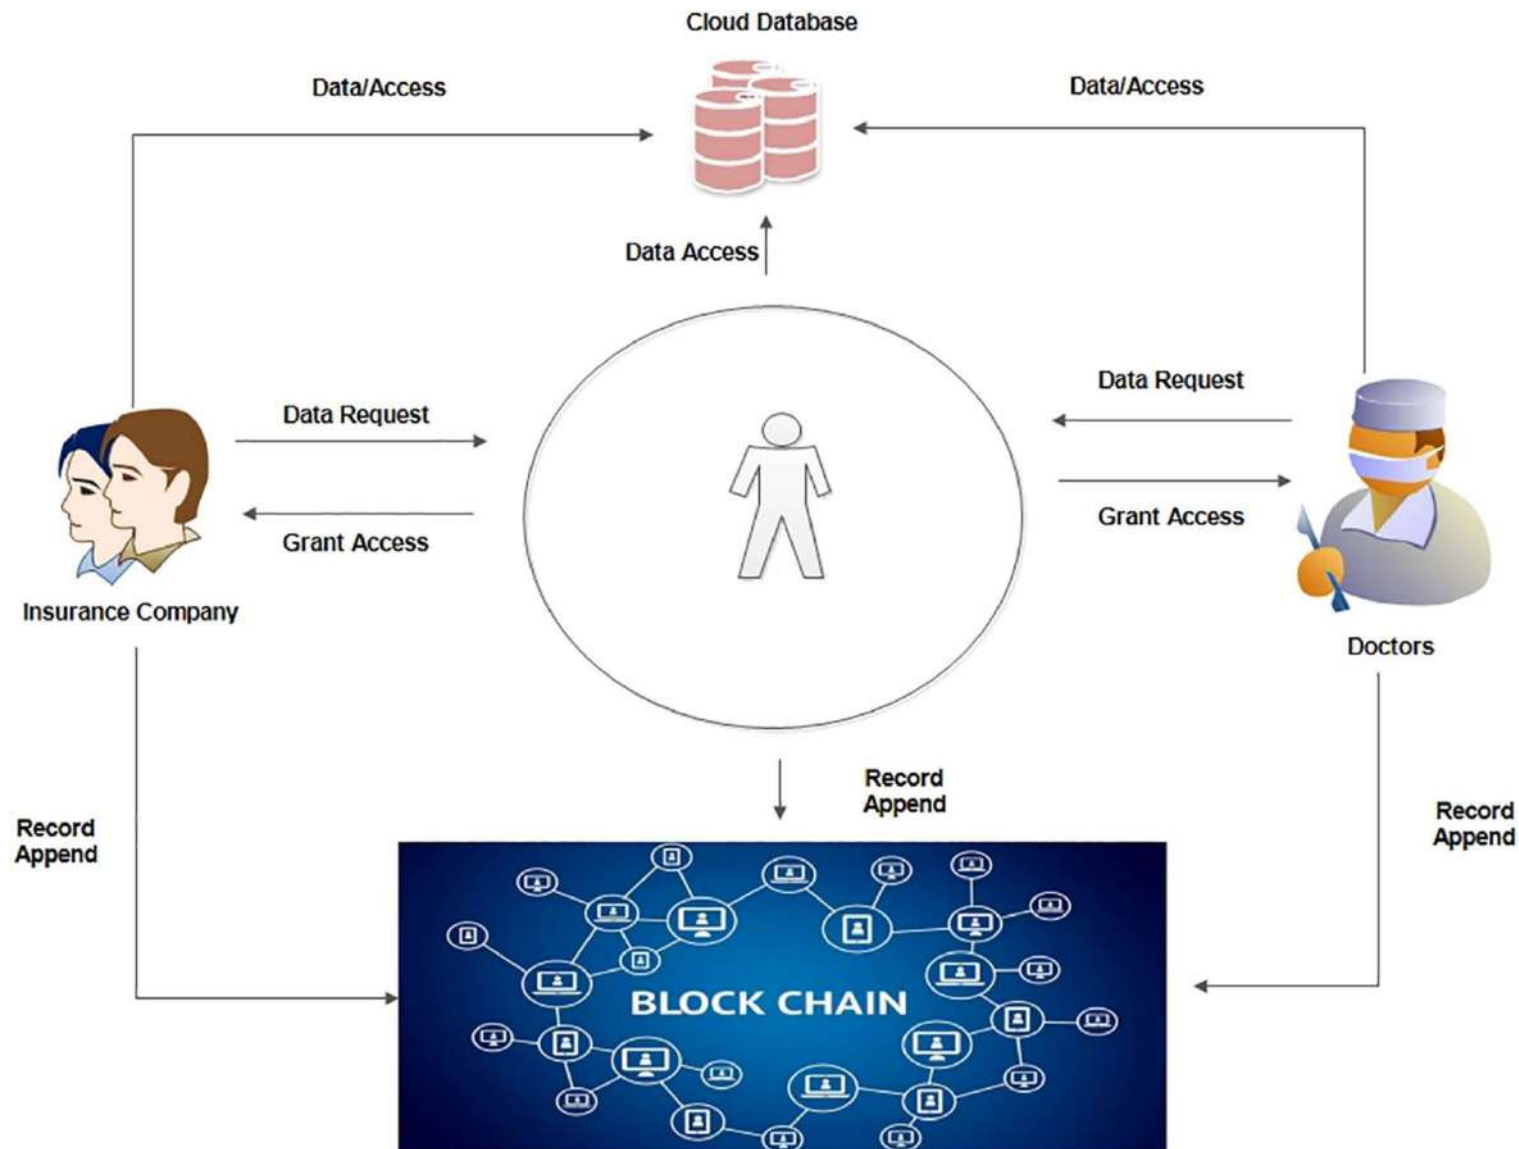 Cloud Database
Data/Access
Data/Access
Data Access
Data Request
Data Request
Grant Access
Grant Access
Insurance Company
Doctors
Record
Append
Record
Append
Record
Append
BLOCK CHAIN